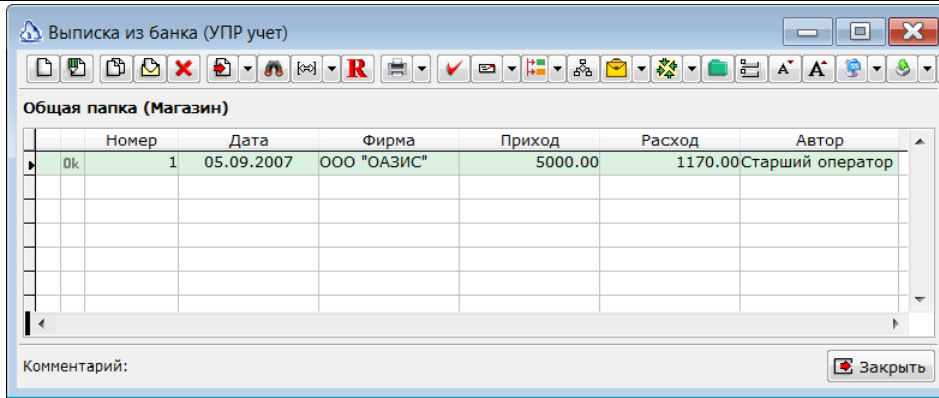 Выписка из банка (УПР учет)
R A A
Общая папка (Магазин)
Номер Дата Фирма Приход Расход Автор
Ok 1 05.09.2007 ООО "ОАЗИС" 5000.00 1170.00 Старший оператор
Комментарий:
Закрыть